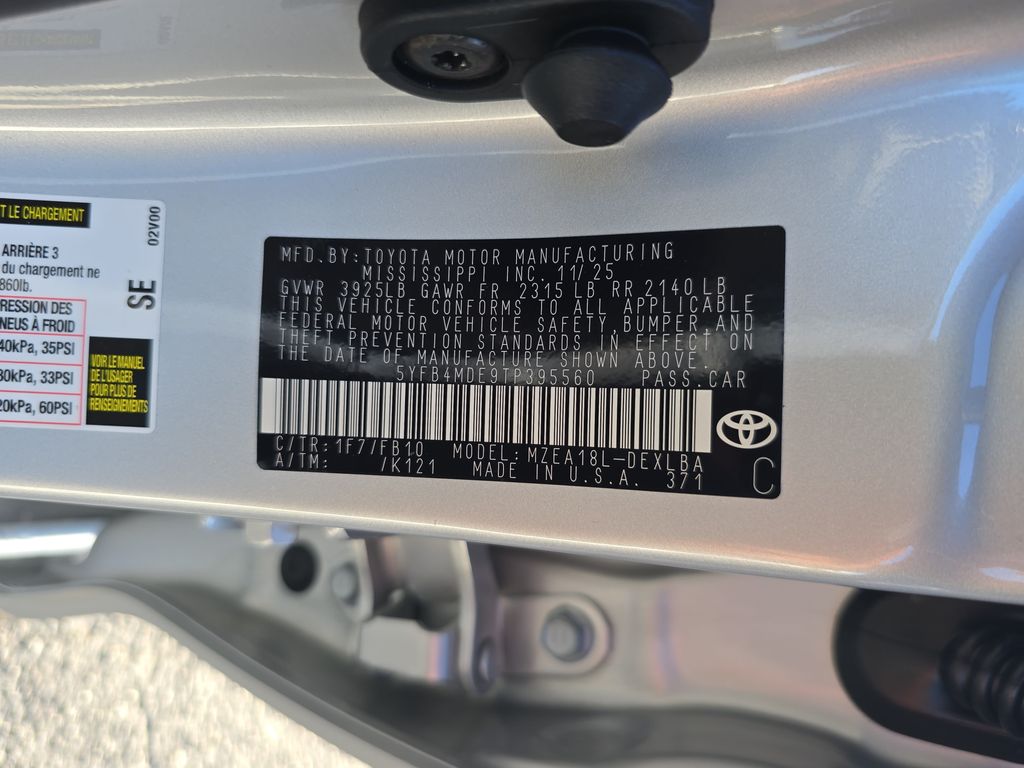 T LE CHARGEMENT
02V00
ARRIÈRE 3
du chargement ne
860lb.
SE
RESSION DES
NEUS À FROID
40kPa, 35PSI
30kPa, 33PSI
20kPa, 60PSI
VOIR LE MANUEL
DE L'USAGER
POUR PLUS DE
RENSEIGNEMENTS
MFD. BY: TOYOTA MOTOR MANUFACTURING
MISSISSIPPI INC. 11/25
GVWR 3925LB GAWR FR 2315 LB RR 2140 LB
THIS VEHICLE CONFORMS TO ALL APPLICABLE
FEDERAL MOTOR VEHICLE SAFETY, BUMPER, AND
THEFT PREVENTION STANDARDS IN EFFECT ON
THE DATE OF MANUFACTURE SHOWN ABOVE.
5YFB4MDE9TP395560 PASS. CAR
C/TR: 1F7/FB10 MODEL: MZEA18L-DEXLBA
A/TM: /K121 MADE IN U.S.A. 371
C